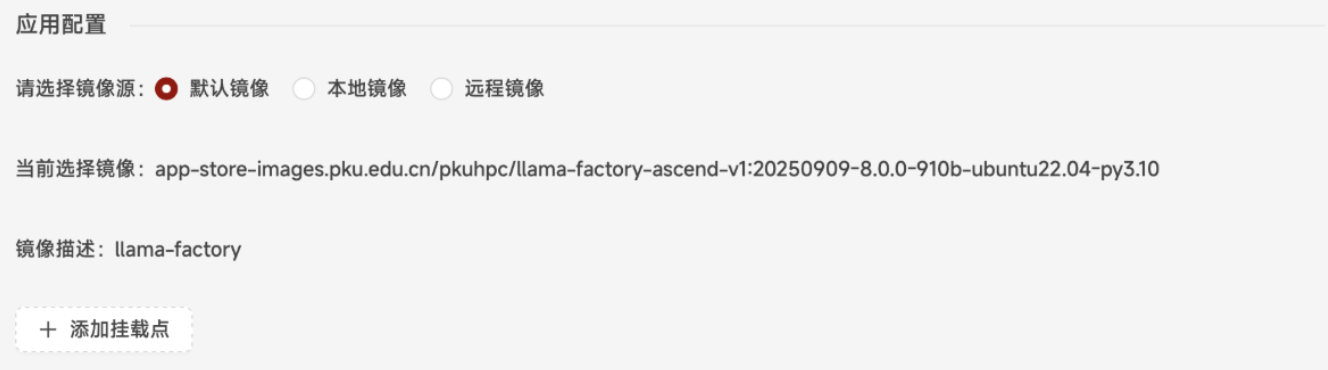 应用配置
请选择镜像源: 默认镜像 本地镜像 远程镜像
当前选择镜像: app-store-images.pku.edu.cn/pkuhpc/llama-factory-ascend-v1:20250909-8.0.0-910b-ubuntu22.04-py3.10
镜像描述: llama-factory
+ 添加挂载点